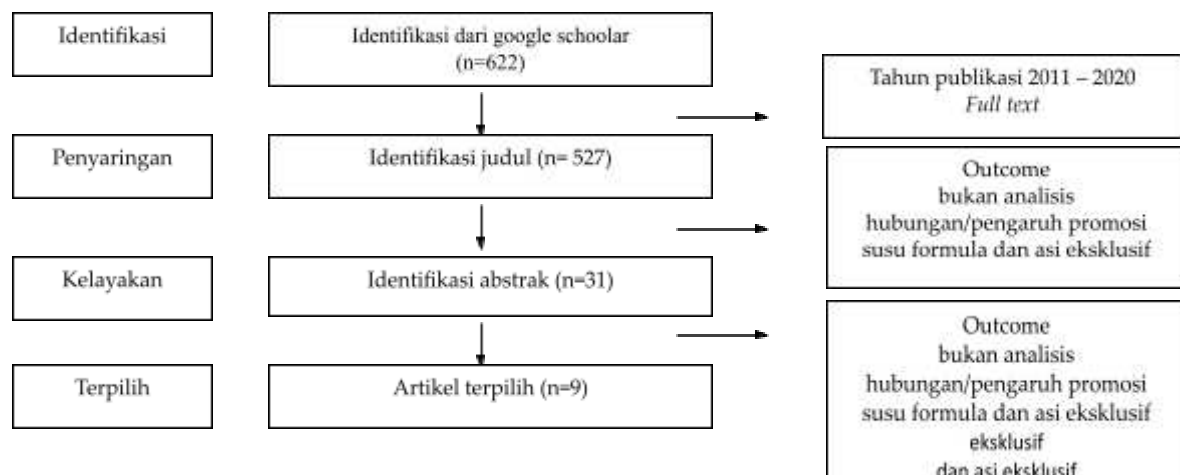 Identifikasi
Identifikasi dari google schoolar
(n=622)
Tahun publikasi 2011 – 2020
Full text
Penyaringan
Identifikasi judul (n= 527)
Outcome
bukan analisis
hubungan/pengaruh promosi
susu formula dan asi eksklusif
Kelayakan
Identifikasi abstrak (n=31)
Outcome
bukan analisis
hubungan/pengaruh promosi
susu formula dan asi eksklusif
eksklusif
dan asi eksklusif
Terpilih
Artikel terpilih (n=9)